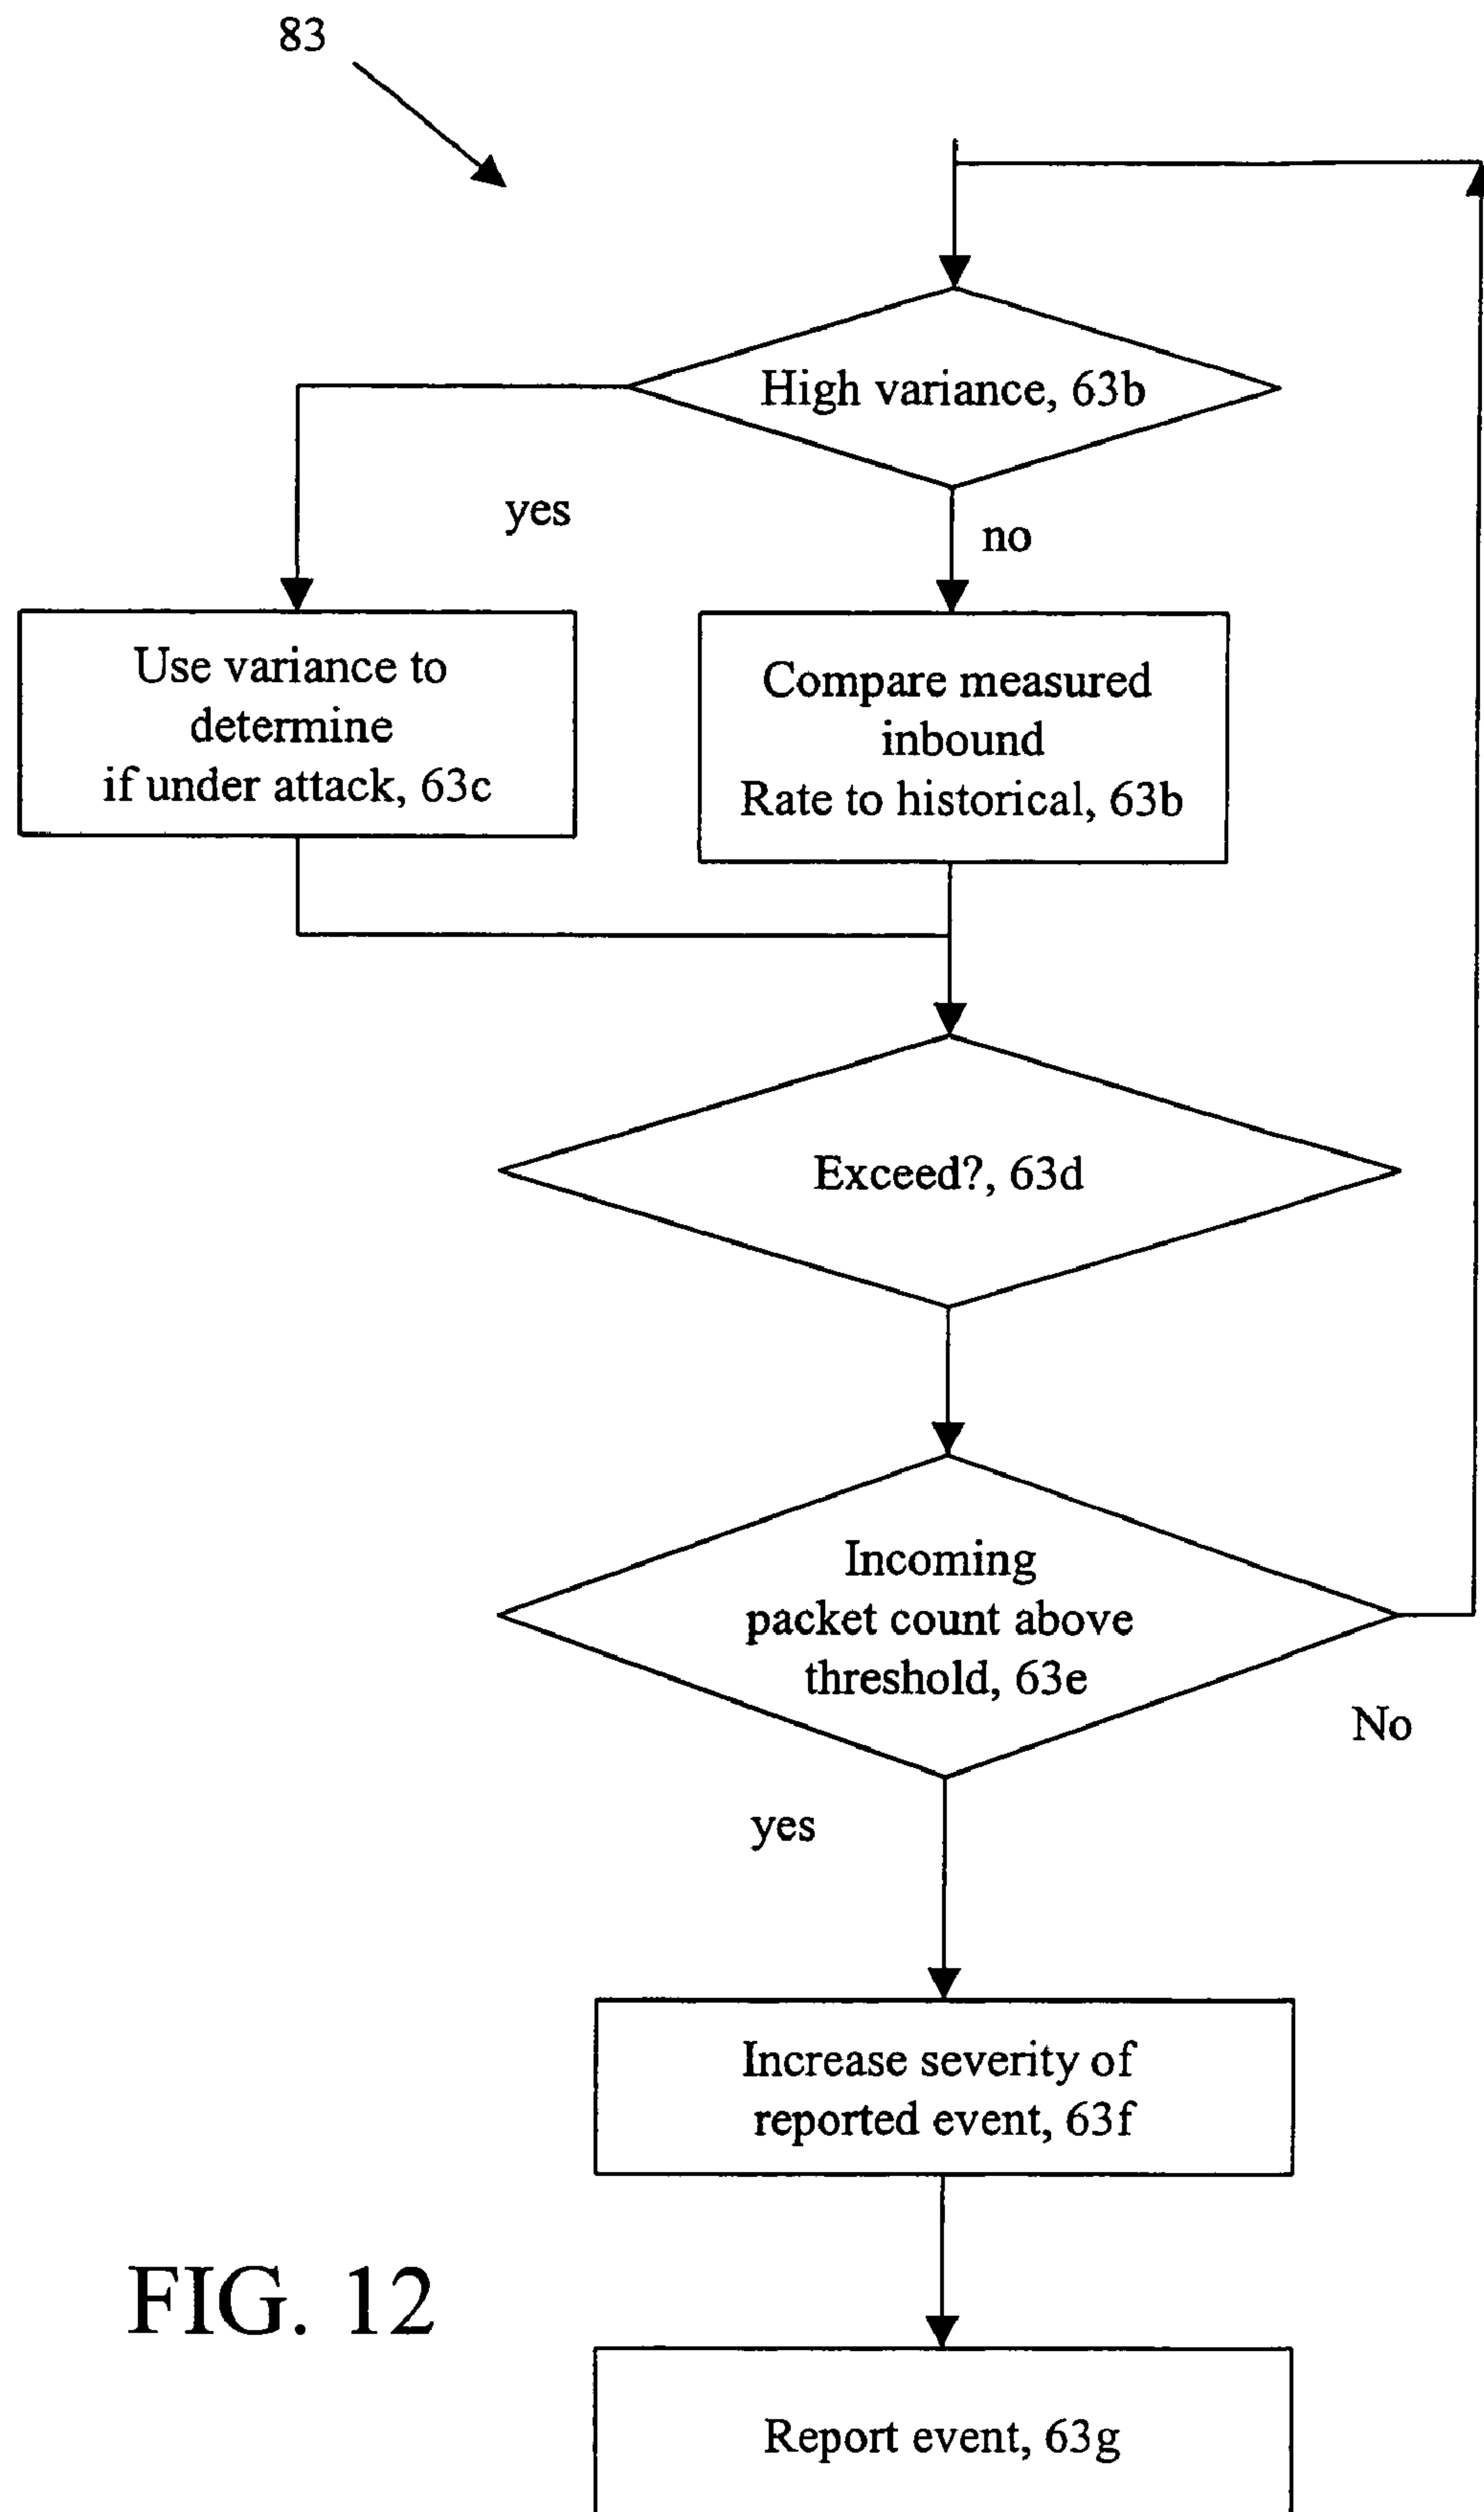 83
High variance, 63b
yes
no
Use variance to
determine
if under attack, 63c
Compare measured
inbound
Rate to historical, 63b
Exceed?, 63d
Incoming
packet count above
threshold, 63e
No
yes
Increase severity of
reported event, 63f
FIG. 12
Report event, 63g